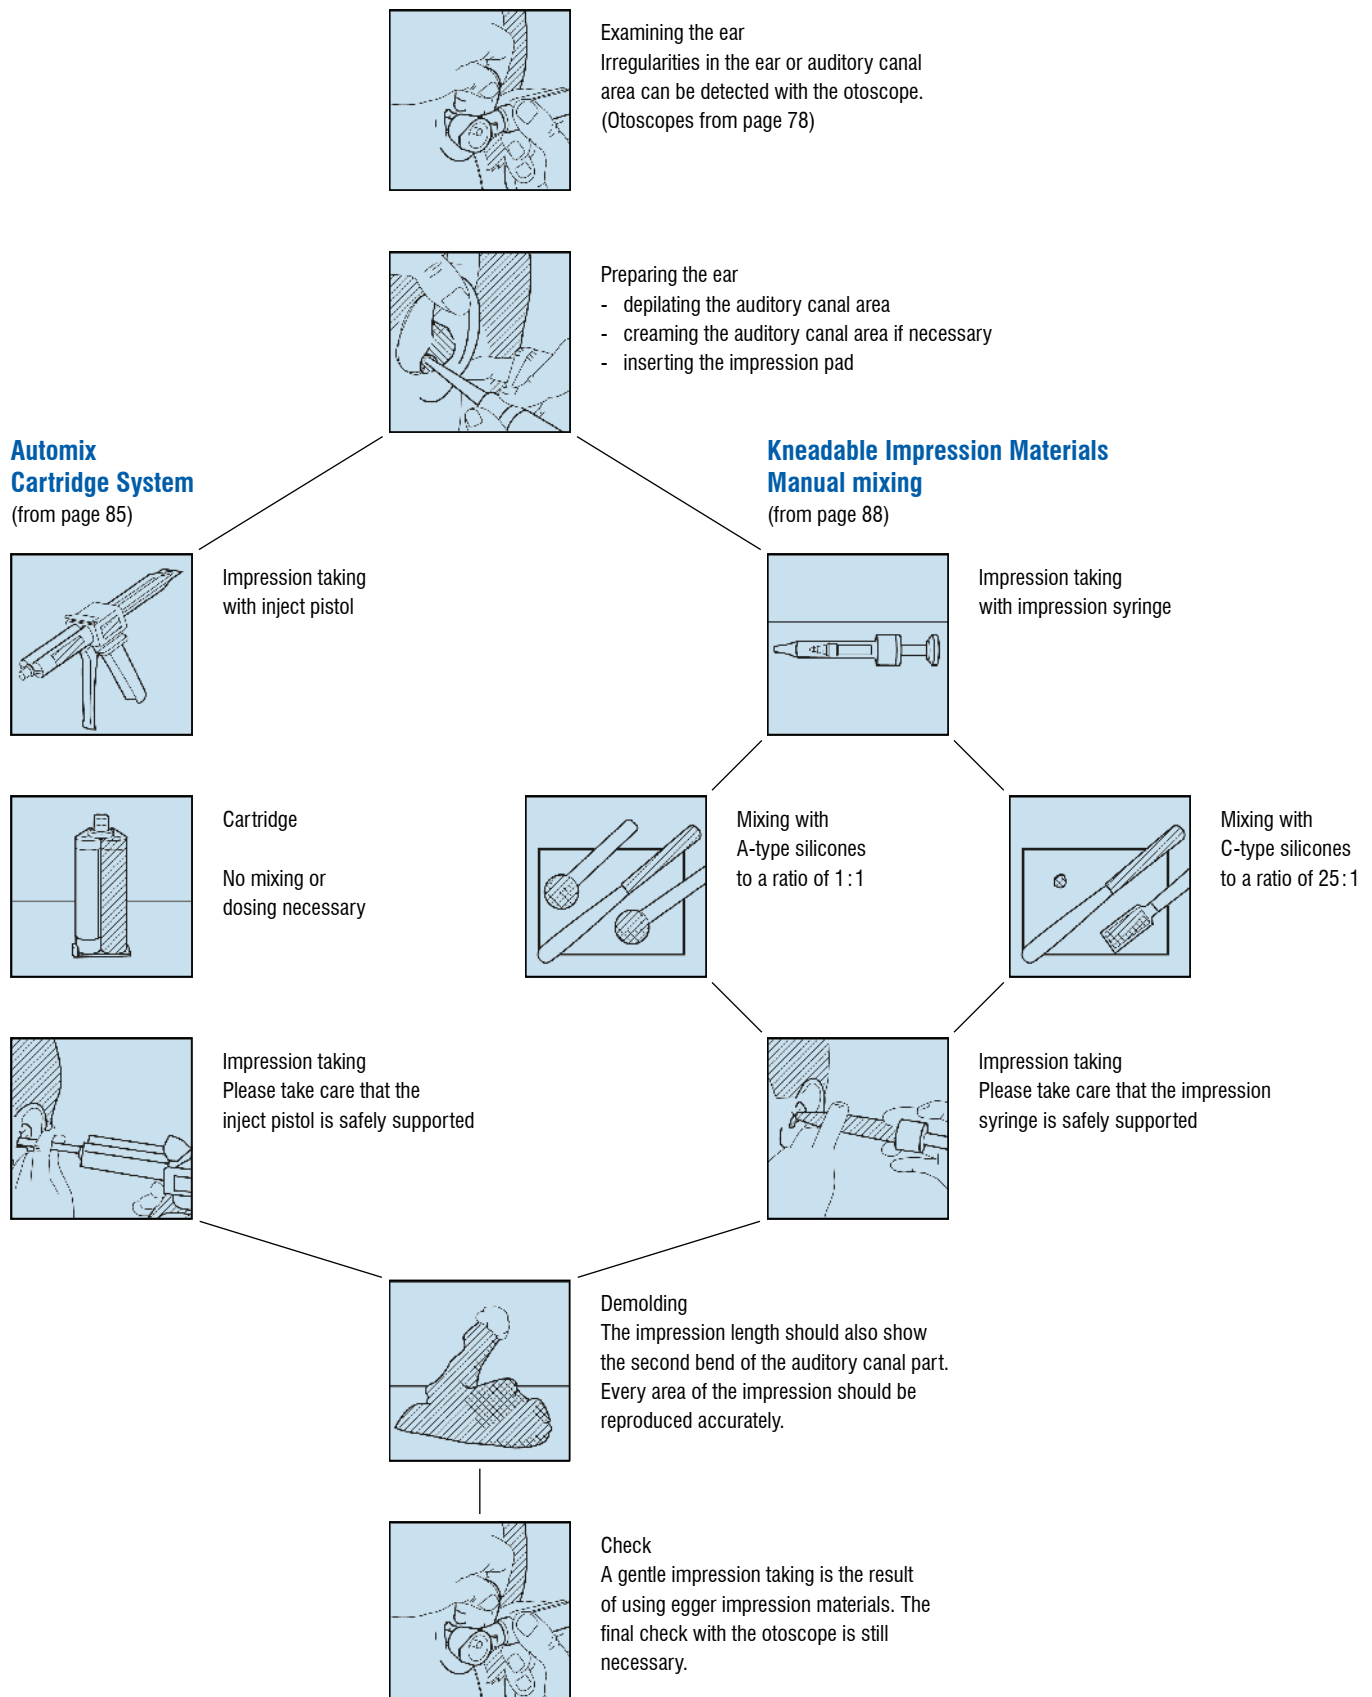 Examining the ear
Irregularities in the ear or auditory canal
area can be detected with the otoscope.
(Otoscopes from page 78)
Preparing the ear
- depilating the auditory canal area
- creaming the auditory canal area if necessary
- inserting the impression pad
Automix
Cartridge System
(from page 85)
Kneadable Impression Materials
Manual mixing
(from page 88)
Impression taking
with inject pistol
Impression taking
with impression syringe
Cartridge
No mixing or
dosing necessary
Mixing with
A-type silicones
to a ratio of 1:1
Mixing with
C-type silicones
to a ratio of 25:1
Impression taking
Please take care that the
inject pistol is safely supported
Impression taking
Please take care that the impression
syringe is safely supported
Demolding
The impression length should also show
the second bend of the auditory canal part.
Every area of the impression should be
reproduced accurately.
Check
A gentle impression taking is the result
of using egger impression materials. The
final check with the otoscope is still
necessary.